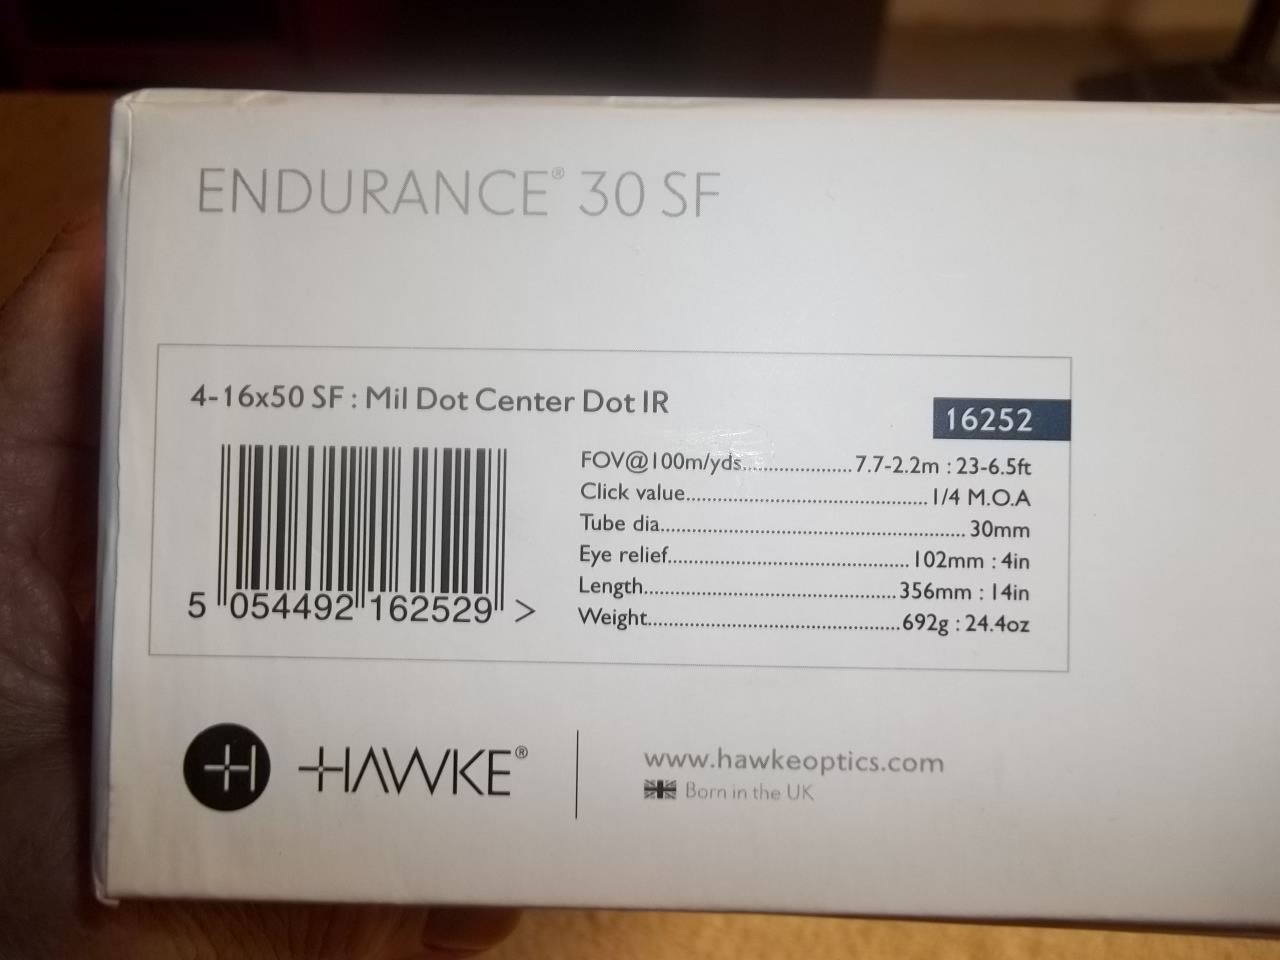 ENDURANCE® 30 SF
4-16x50 SF : Mil Dot Center Dot IR
16252
FOV@100m/yds....................7.7-2.2m : 23-6.5ft
Click value............................................1/4 M.O.A
Tube dia........................................................30mm
Eye relief............................................102mm : 4in
Length..............................................356mm : 14in
Weight..............................................692g : 24.4oz
5 054492 162529 >
H HAWKE®
www.hawkeoptics.com
Born in the UK